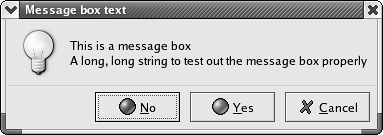 Message box text
This is a message box
A long, long string to test out the message box properly
No
Yes
Cancel